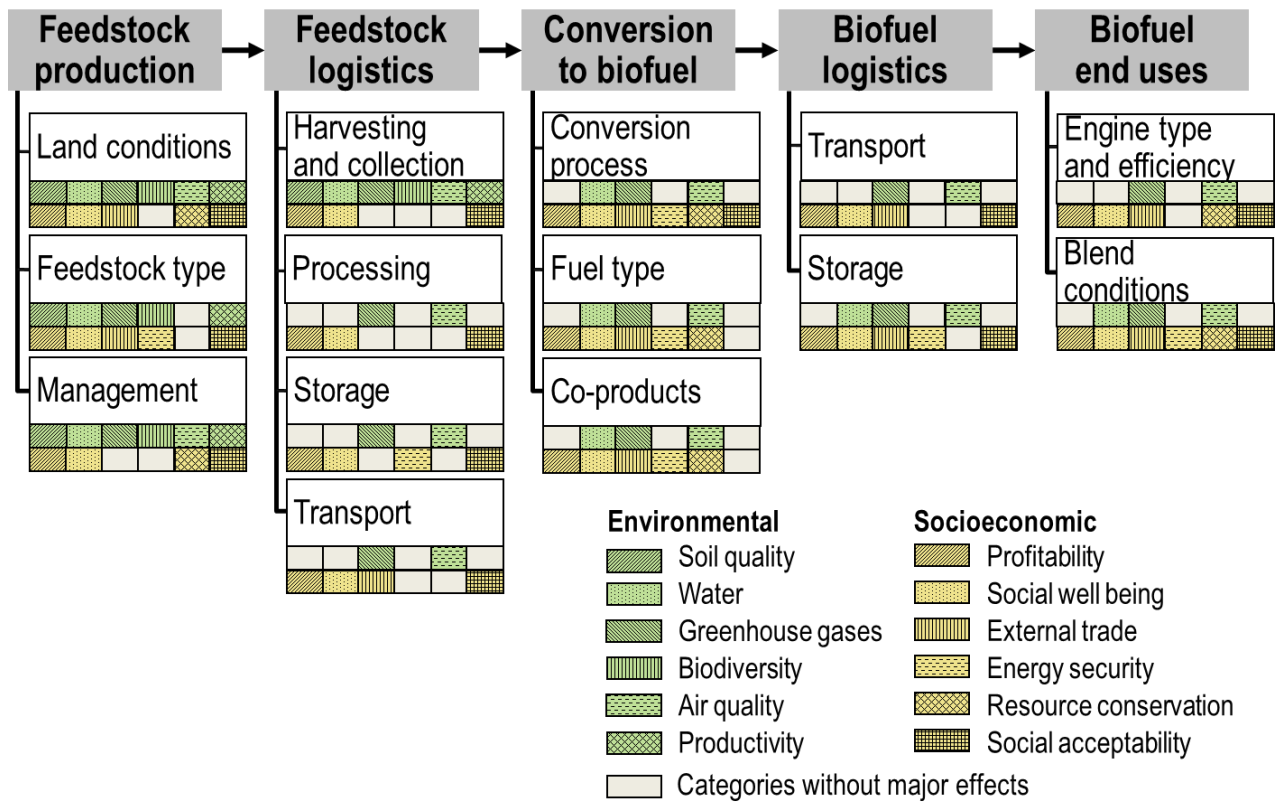 Feedstock
production
Feedstock
logistics
Conversion
to biofuel
Biofuel
logistics
Biofuel
end uses
Land conditions
Feedstock type
Management
Harvesting
and collection
Processing
Storage
Transport
Conversion
process
Fuel type
Co-products
Transport
Storage
Engine type
and efficiency
Blend
conditions
Environmental
Soil quality
Water
Greenhouse gases
Biodiversity
Air quality
Productivity
Socioeconomic
Profitability
Social well being
External trade
Energy security
Resource conservation
Social acceptability
Categories without major effects